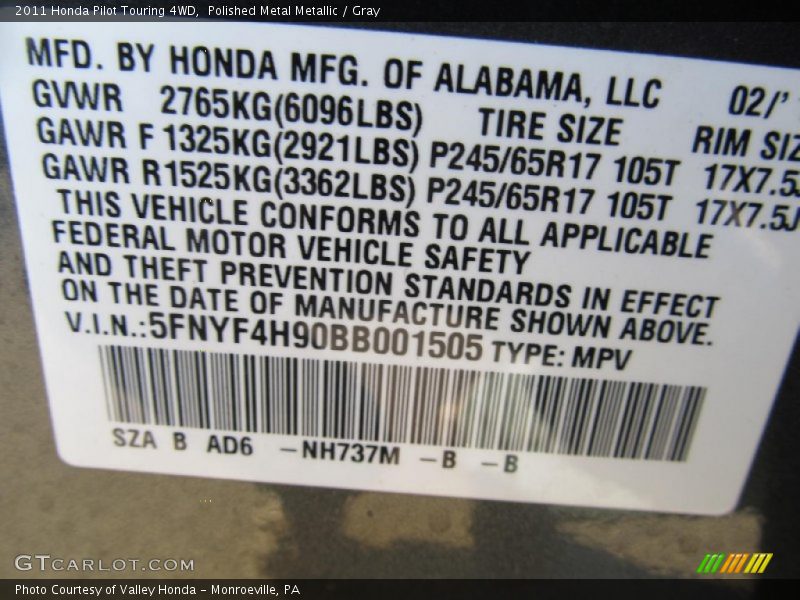 2011 Honda Pilot Touring 4WD, Polished Metal Metallic / Gray
MFD. BY HONDA MFG. OF ALABAMA, LLC 02/'
GVWR 2765KG(6096LBS) TIRE SIZE RIM SIZ
GAWR F 1325KG(2921LBS) P245/65R17 105T 17X7.5J
GAWR R1525KG(3362LBS) P245/65R17 105T 17X7.5J
THIS VEHICLE CONFORMS TO ALL APPLICABLE
FEDERAL MOTOR VEHICLE SAFETY
AND THEFT PREVENTION STANDARDS IN EFFECT
ON THE DATE OF MANUFACTURE SHOWN ABOVE.
V.I.N.:5FNYF4H90BB001505 TYPE: MPV
SZA B AD6 -NH737M -B -B
GTCARLOT.COM
Photo Courtesy of Valley Honda - Monroeville, PA